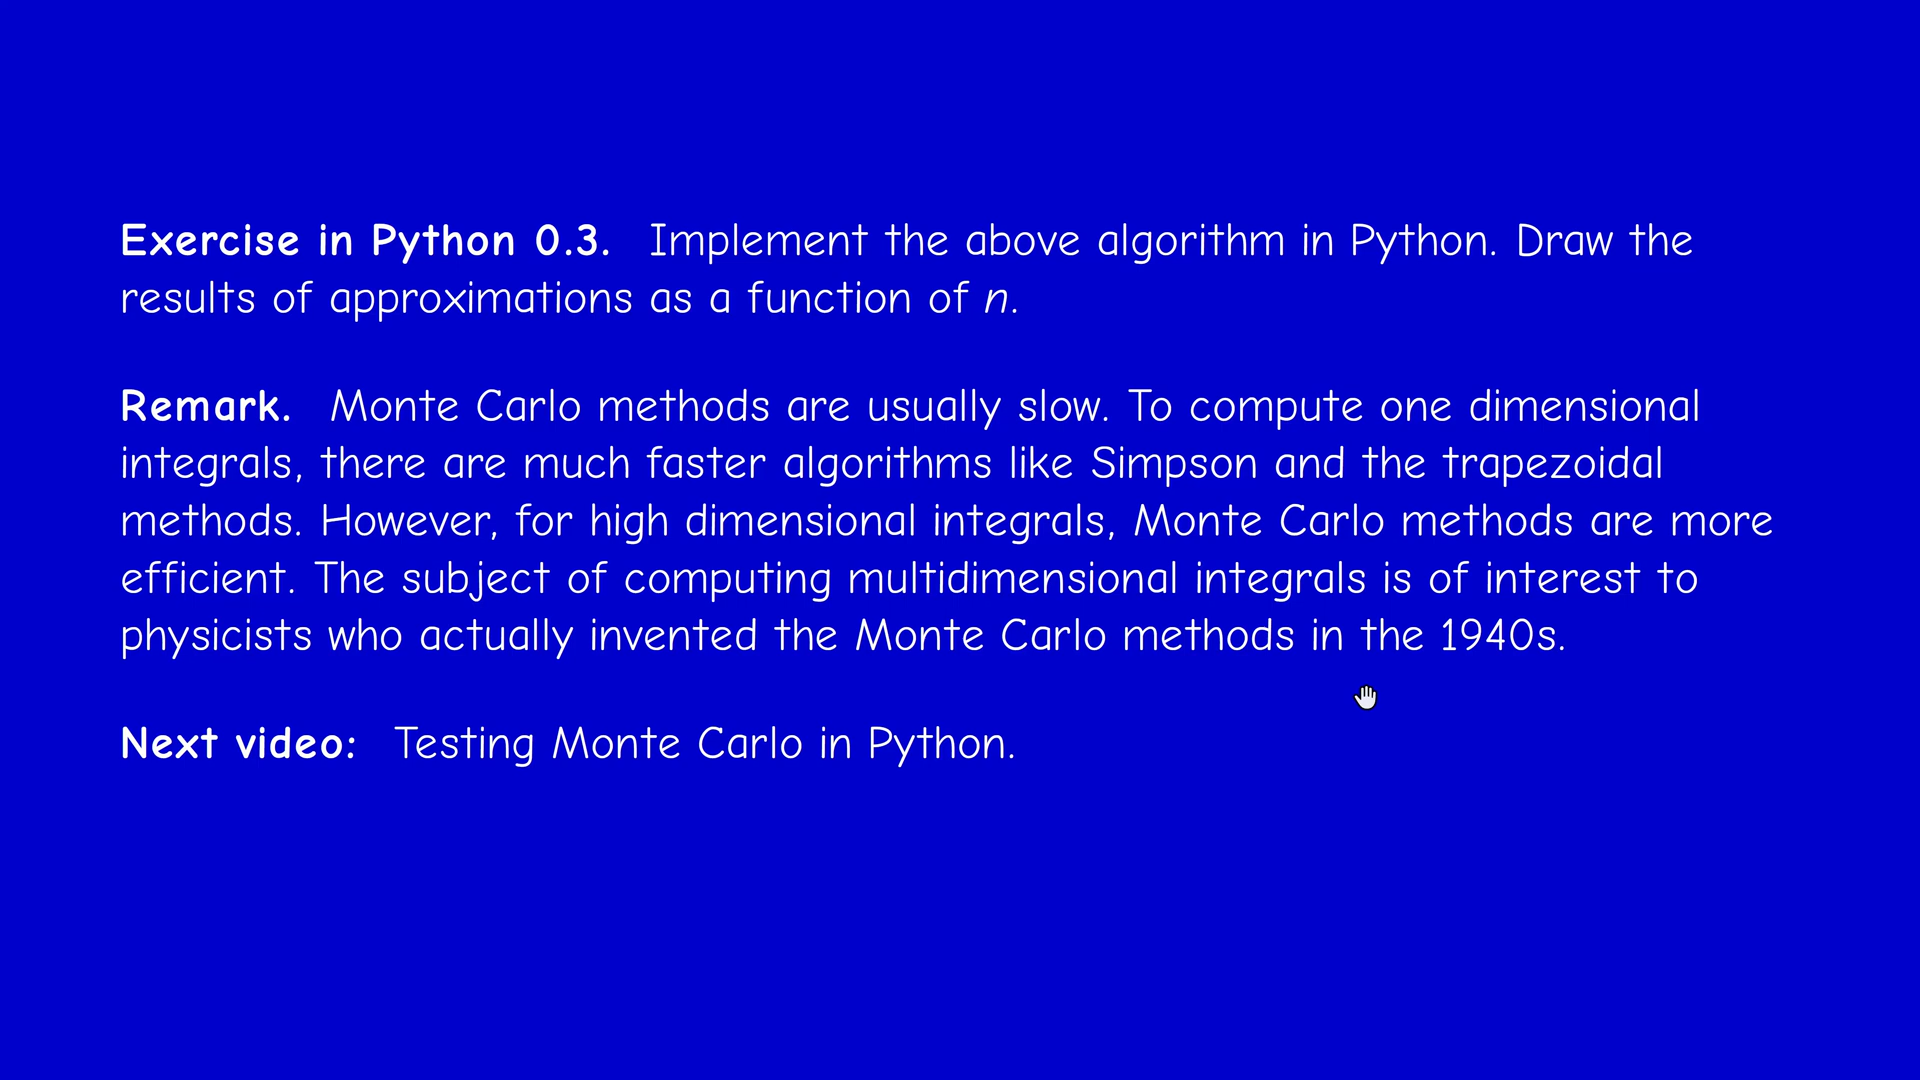 Exercise in Python 0.3. Implement the above algorithm in Python. Draw the
results of approximations as a function of n.
Remark. Monte Carlo methods are usually slow. To compute one dimensional
integrals, there are much faster algorithms like Simpson and the trapezoidal
methods. However, for high dimensional integrals, Monte Carlo methods are more
efficient. The subject of computing multidimensional integrals is of interest to
physicists who actually invented the Monte Carlo methods in the 1940s.
Next video: Testing Monte Carlo in Python.